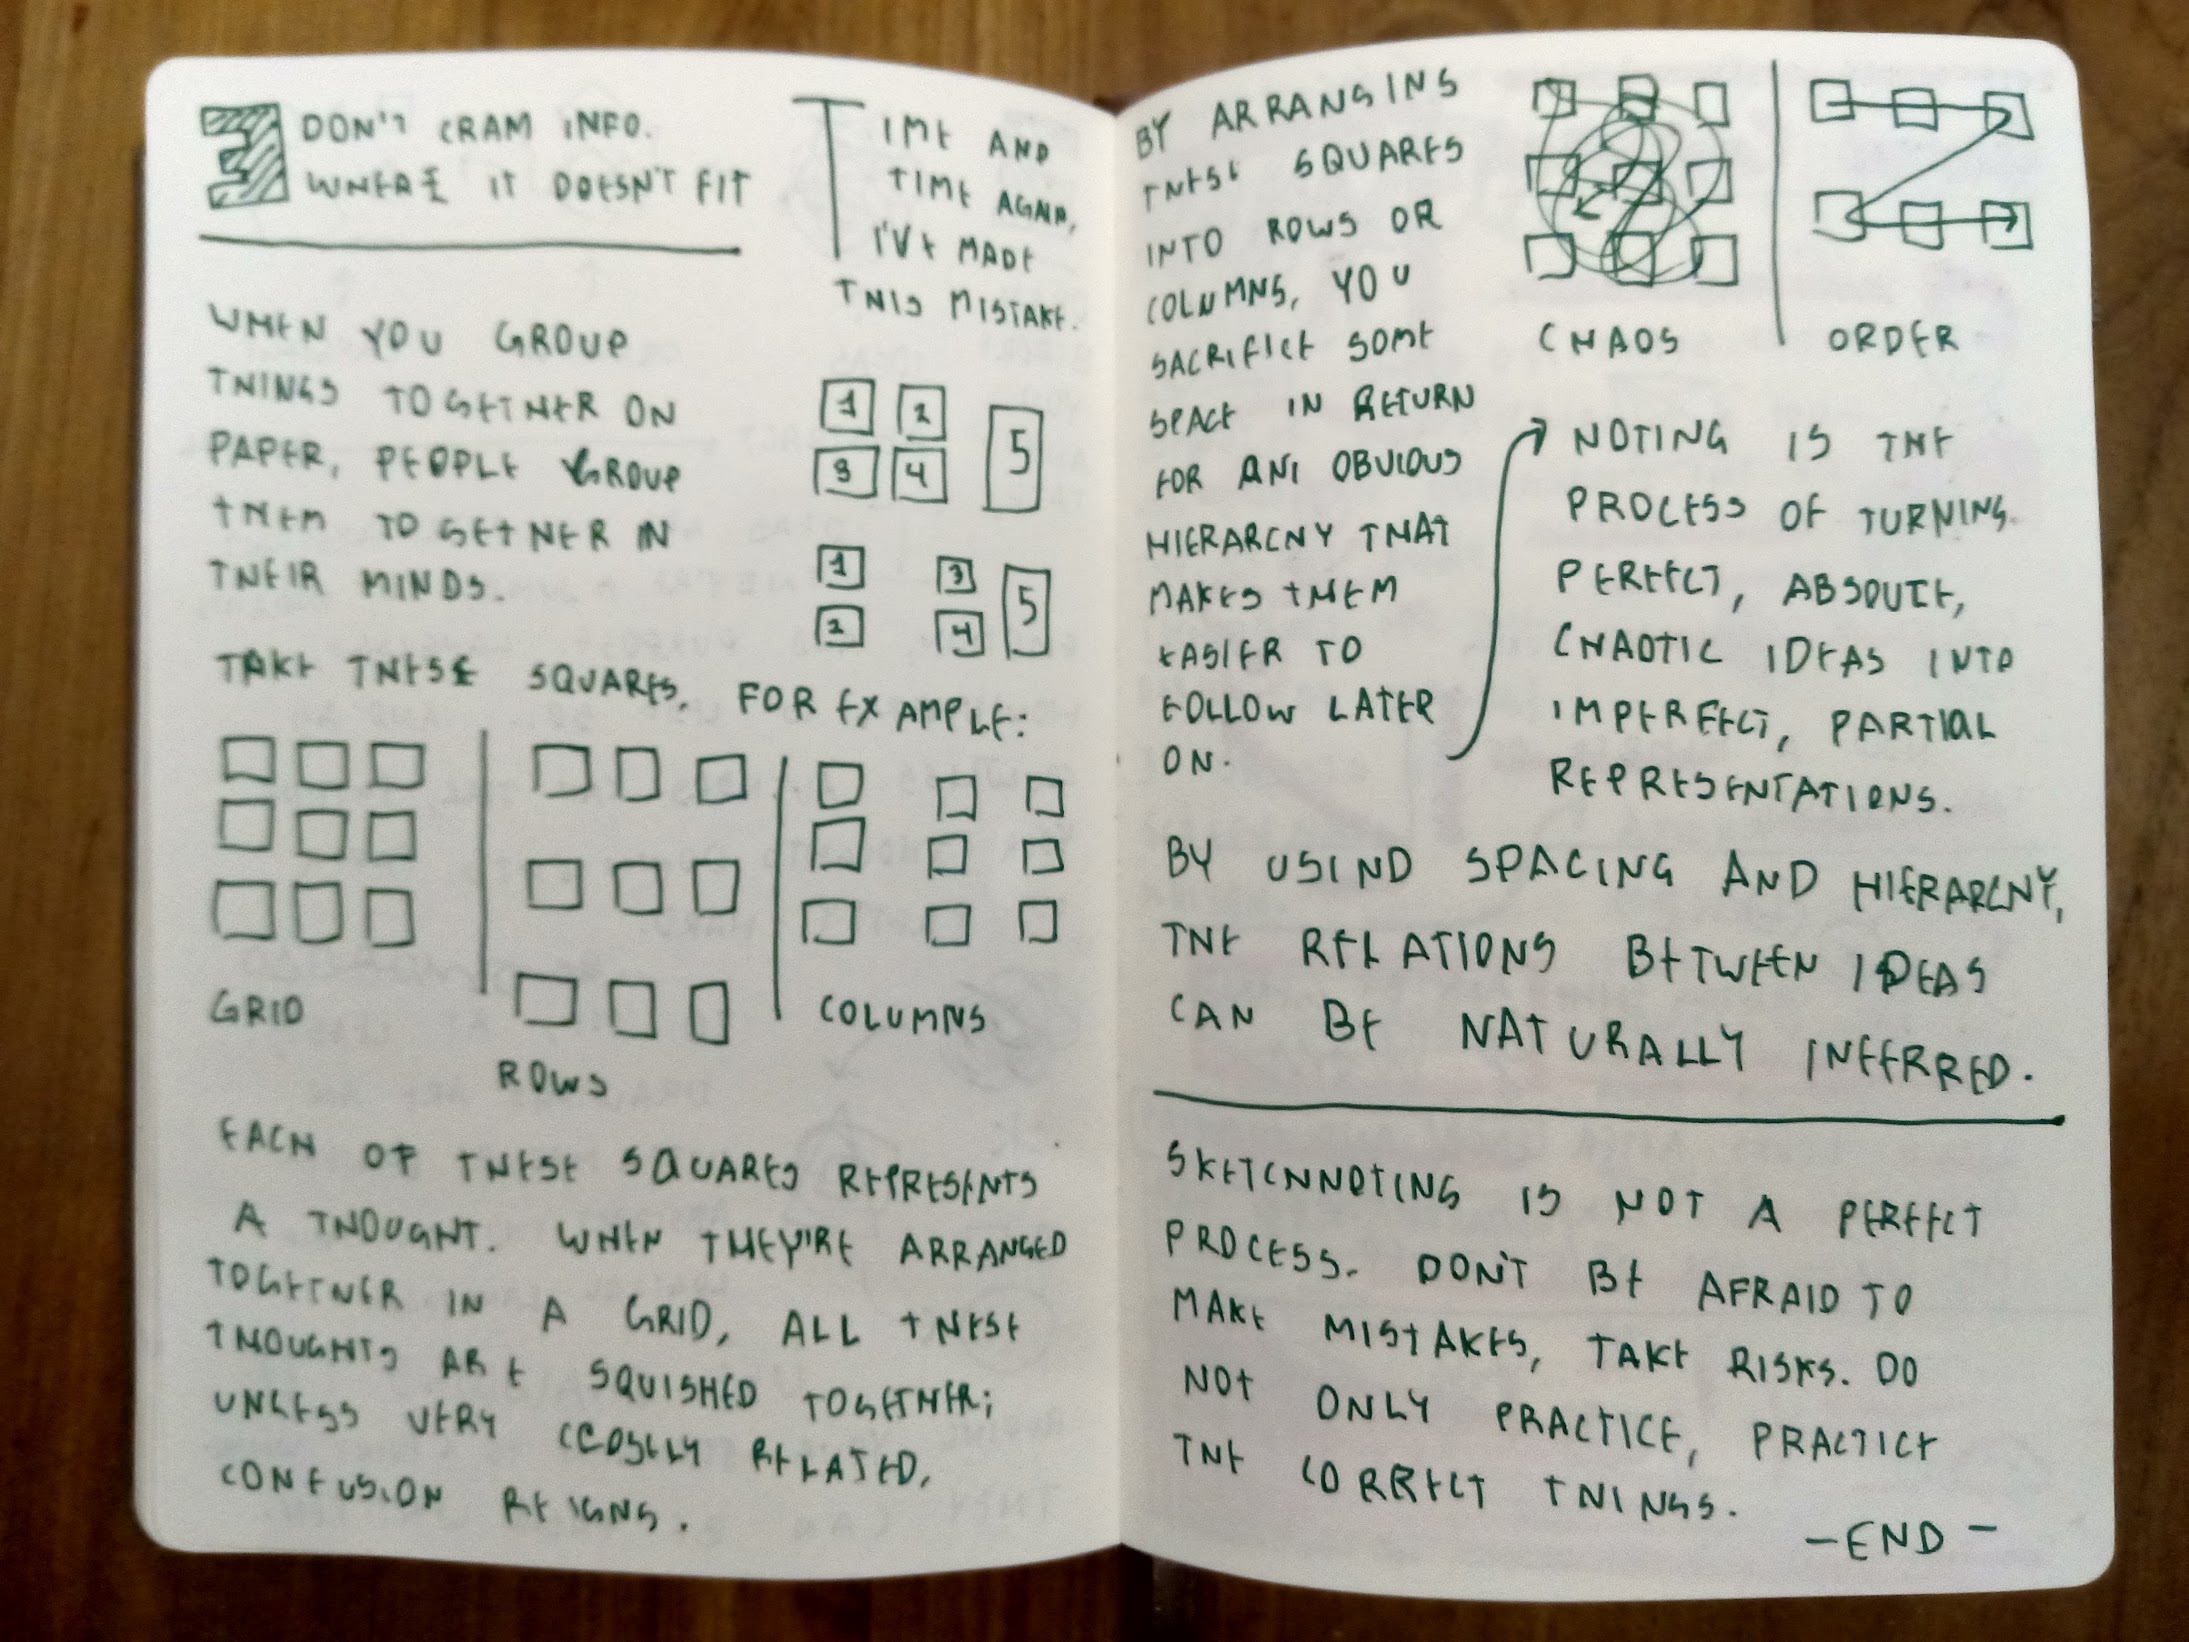 3
DON'T CRAM INFO.
WHERE IT DOESN'T FIT
TIME AND
TIME AGAIN,
I'VE MADE
THIS MISTAKE.
WHEN YOU GROUP
THINGS TOGETHER ON
PAPER, PEOPLE GROUP
THEM TOGETHER IN
THEIR MINDS.
1 2
3 4
5
1 3
2 4
5
TAKE THESE SQUARES, FOR EXAMPLE:
GRID
ROWS
COLUMNS
EACH OF THESE SQUARES REPRESENTS
A THOUGHT. WHEN THEY'RE ARRANGED
TOGETHER IN A GRID, ALL THESE
THOUGHTS ARE SQUISHED TOGETHER;
UNLESS VERY CLOSELY RELATED,
CONFUSION REIGNS.
BY ARRANGING
THESE SQUARES
INTO ROWS OR
COLUMNS, YOU
SACRIFICE SOME
SPACE IN RETURN
FOR AN OBVIOUS
HIERARCHY THAT
MAKES THEM
EASIER TO
FOLLOW LATER
ON.
CHAOS
ORDER
NOTING IS THE
PROCESS OF TURNING
PERFECT, ABSOUTE,
CHAOTIC IDEAS INTO
IMPERFECT, PARTIAL
REPRESENTATIONS.
BY USIND SPACING AND HIERARCHY,
THE RELATIONS BETWEEN IDEAS
CAN BE NATURALLY INFERRED.
SKETCHNOTING IS NOT A PERFECT
PROCESS. DON'T BE AFRAID TO
MAKE MISTAKES, TAKE RISKS. DO
NOT ONLY PRACTICE, PRACTICE
THE CORRECT THINGS.
- END -